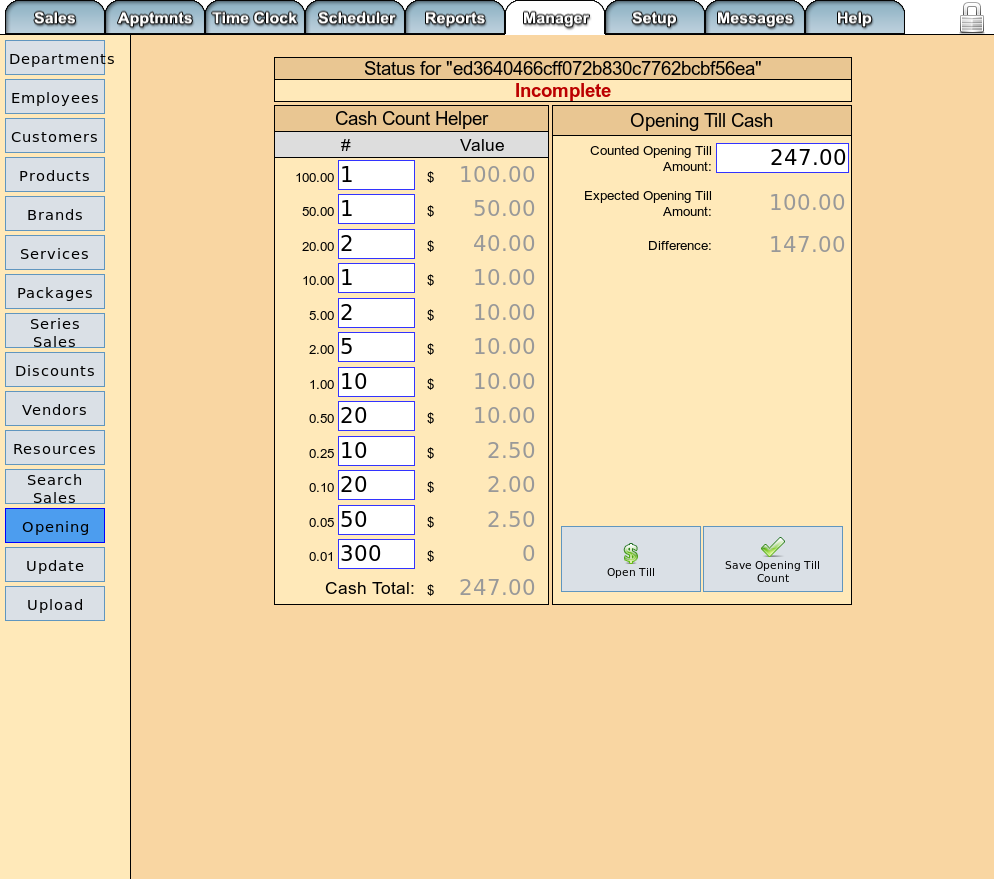 Sales Apptmnts Time Clock Scheduler Reports Manager Setup Messages Help
Departments
Employees
Customers
Products
Brands
Services
Packages
Series
Sales
Discounts
Vendors
Resources
Search
Sales
Opening
Update
Upload
Status for "ed3640466cff072b830c7762bcbf56ea"
Incomplete
Cash Count Helper
# Value
100.00 1 $ 100.00
50.00 1 $ 50.00
20.00 2 $ 40.00
10.00 1 $ 10.00
5.00 2 $ 10.00
2.00 5 $ 10.00
1.00 10 $ 10.00
0.50 20 $ 10.00
0.25 10 $ 2.50
0.10 20 $ 2.00
0.05 50 $ 2.50
0.01 300 $ 0
Cash Total: $ 247.00
Opening Till Cash
Counted Opening Till
Amount: 247.00
Expected Opening Till
Amount: 100.00
Difference: 147.00
Open Till
Save Opening Till
Count